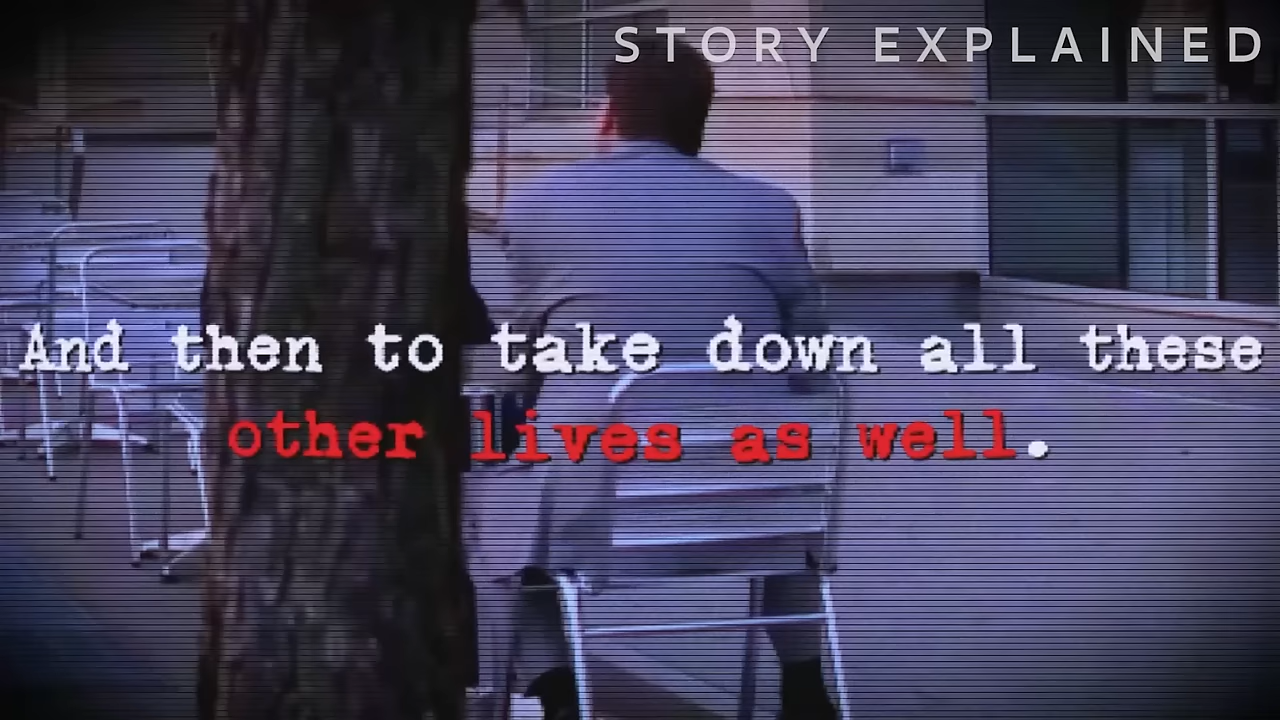 STORY EXPLAINED
And then to take down all these
other lives as well.